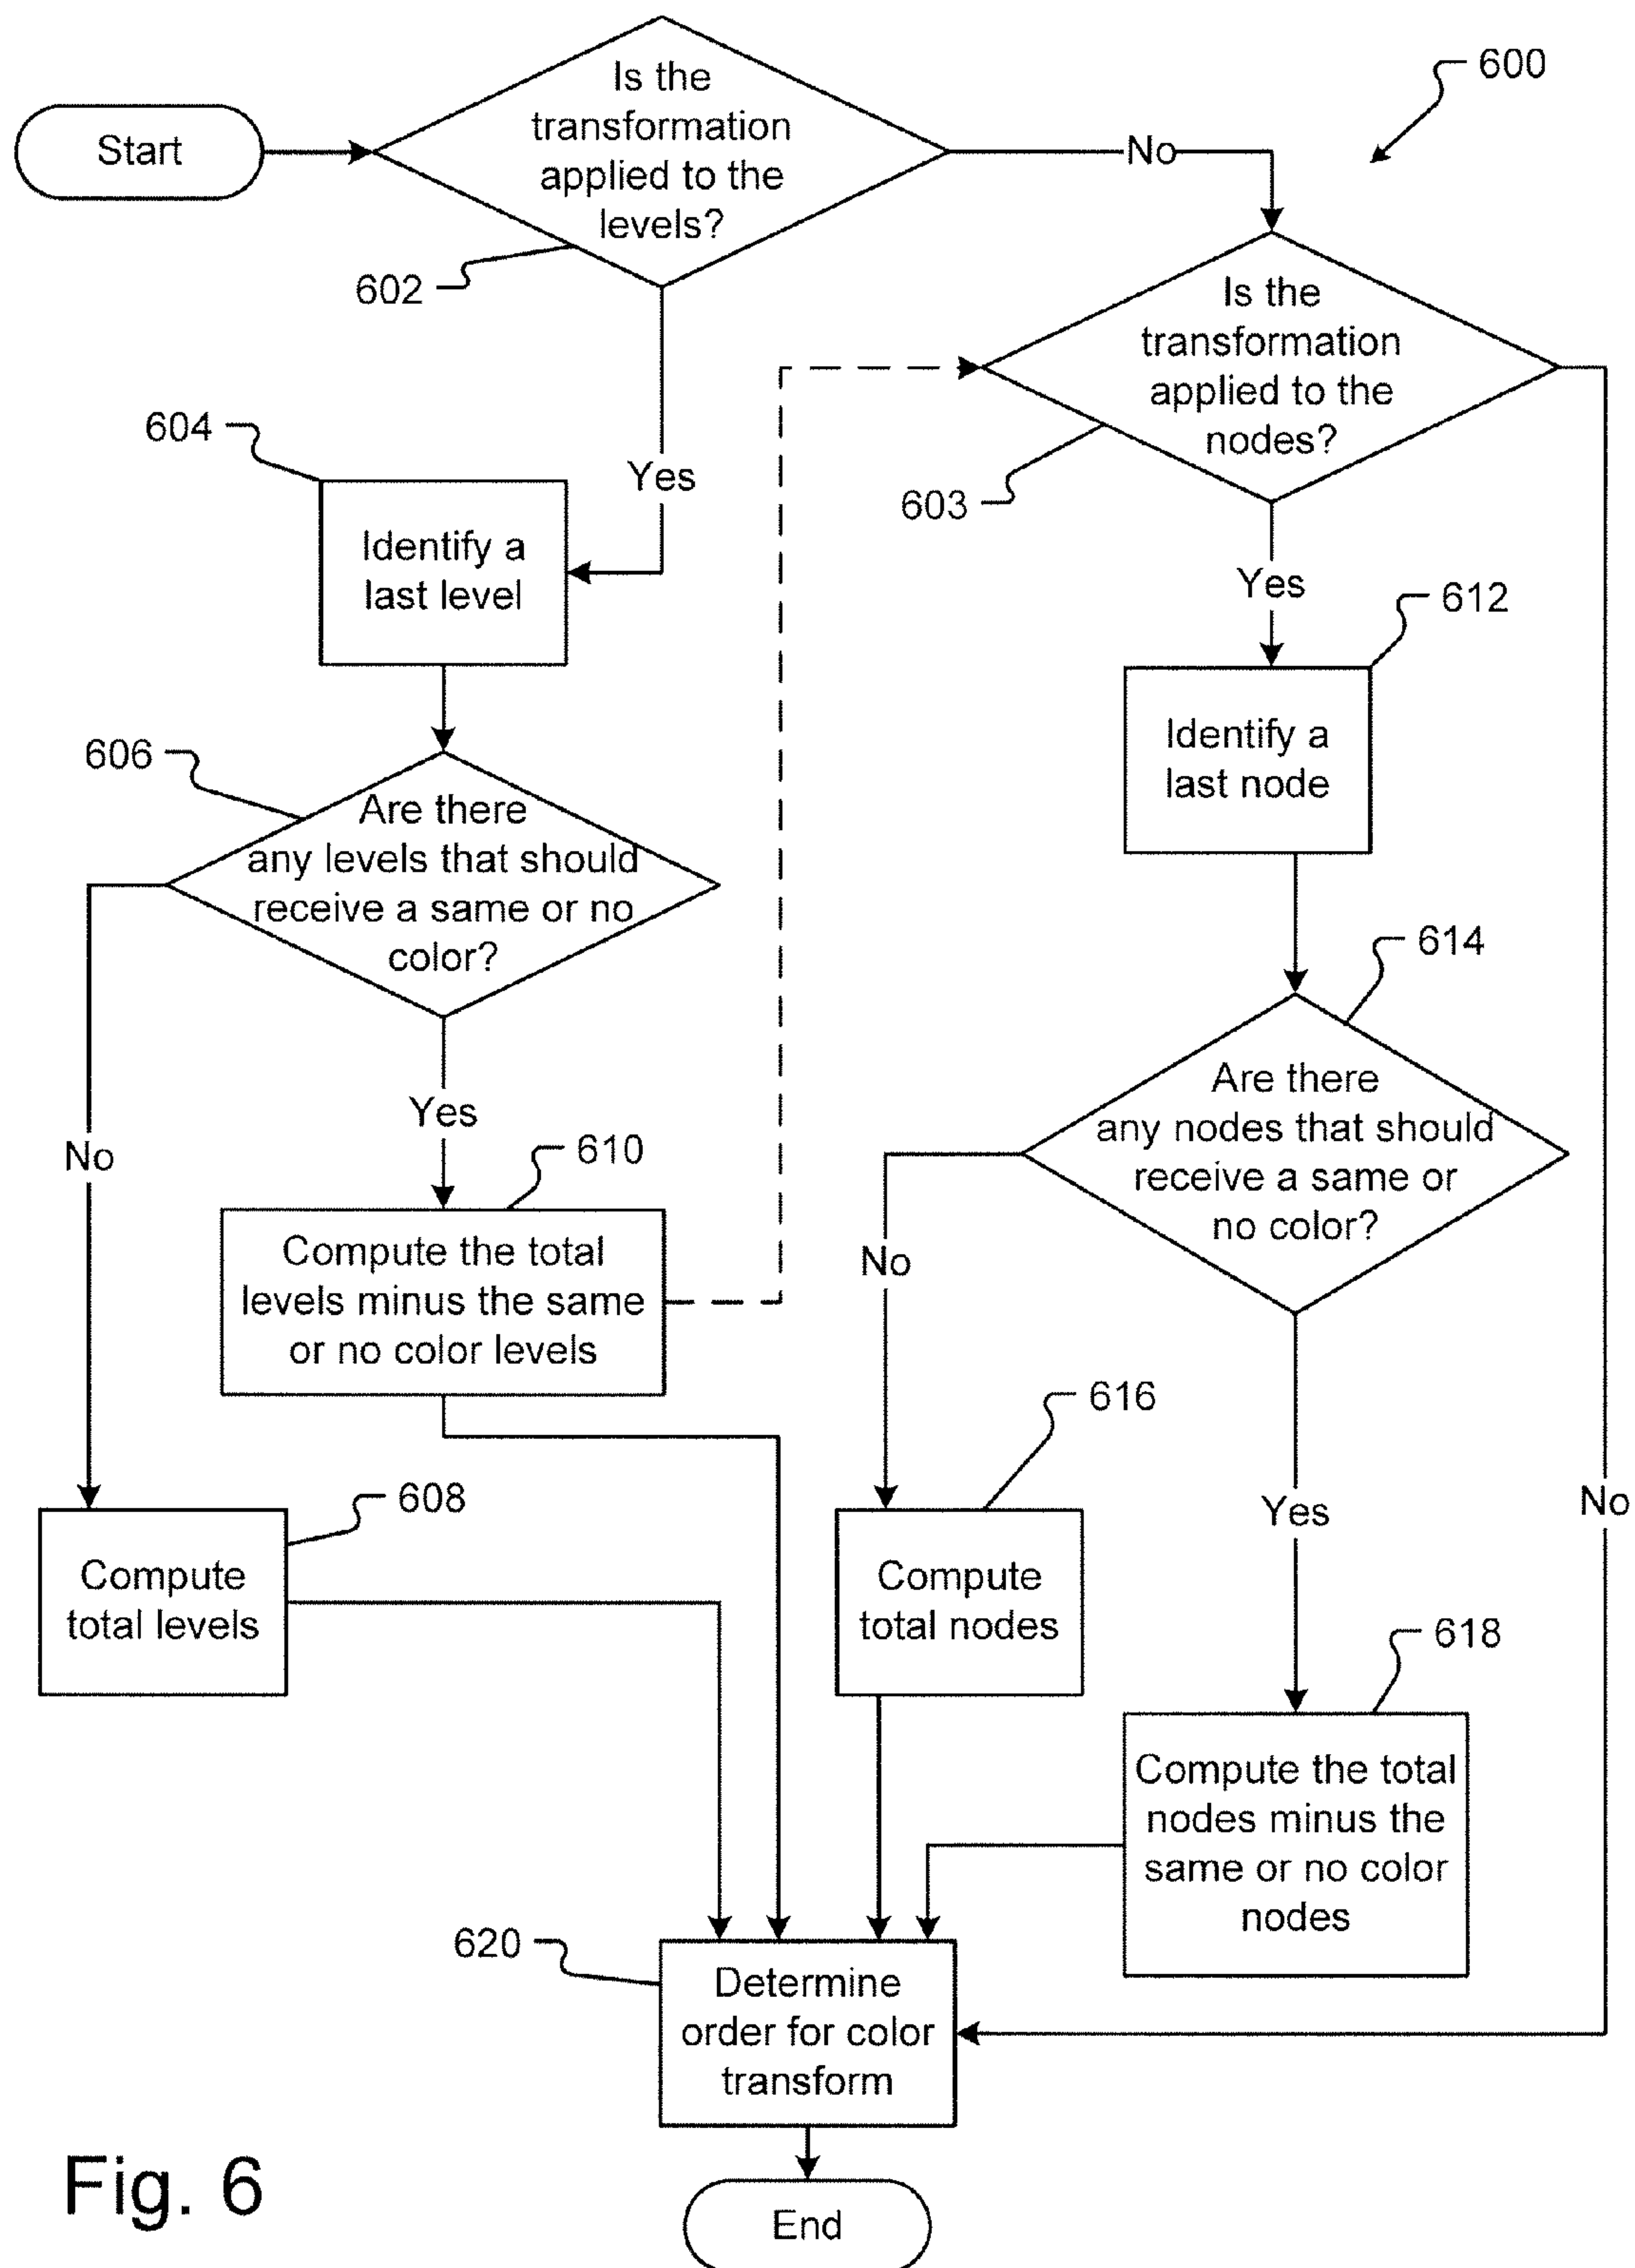 600
Start
Is the
transformation
applied to the
levels?
No
602
Is the
transformation
applied to the
nodes?
603
604
Yes
Identify a
last level
Yes
612
Identify a
last node
606
Are there
any levels that should
receive a same or no
color?
614
Are there
any nodes that should
receive a same or
no color?
Yes
No
610
Compute the total
levels minus the same
or no color levels
No
616
Yes
No
608
Compute
total levels
Compute
total nodes
618
Compute the total
nodes minus the
same or no color
nodes
620
Determine
order for color
transform
End
Fig. 6